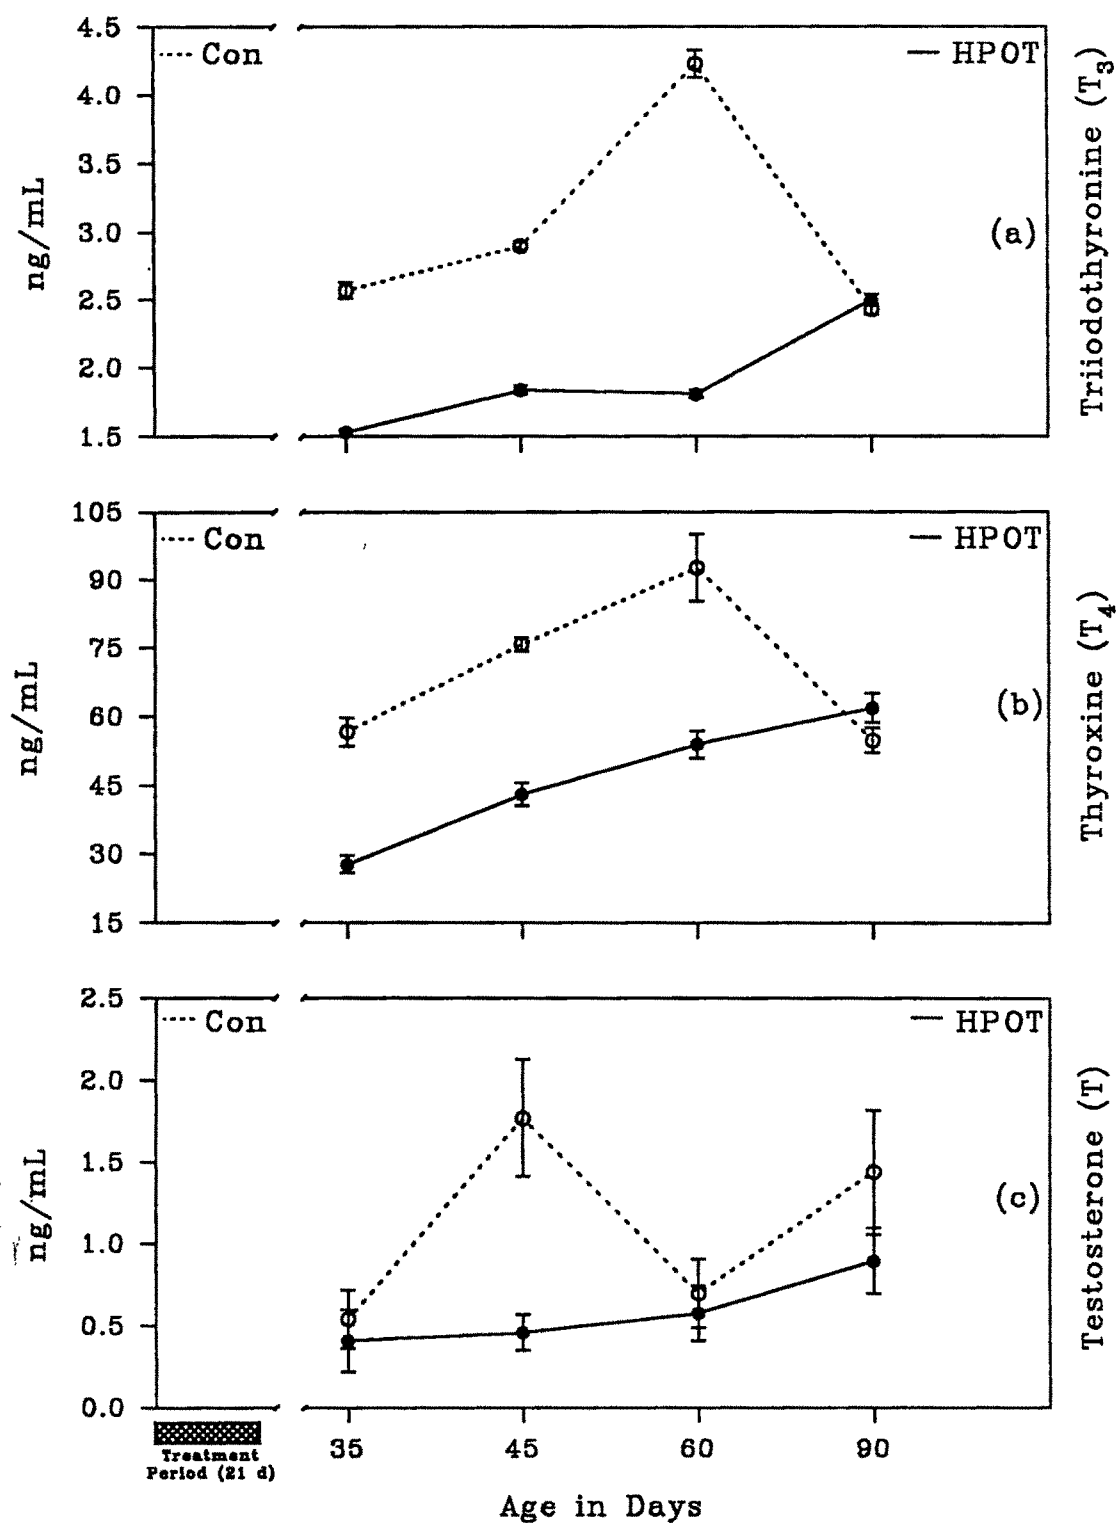 4.5
Con
HPOT
4.0
3.5
3.0
2.5
2.0
1.5
ng/mL
(a)
Triiodothyronine (T3)
105
Con
HPOT
90
75
60
45
30
15
ng/mL
(b)
Thyroxine (T4)
2.5
Con
HPOT
2.0
1.5
1.0
0.5
0.0
ng/mL
(c)
Testosterone (T)
35 45 60 90
Treatment
Period (21 d)
Age in Days